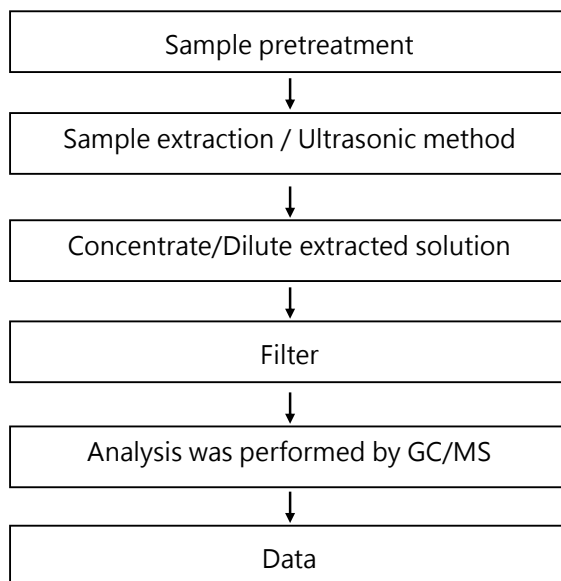 Sample pretreatment
Sample extraction / Ultrasonic method
Concentrate/Dilute extracted solution
Filter
Analysis was performed by GC/MS
Data